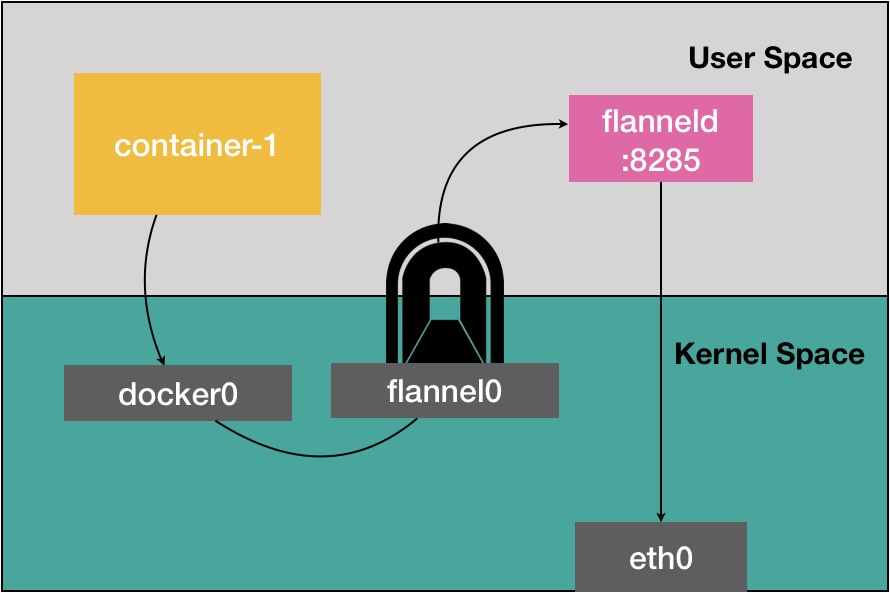 User Space
container-1
flanneld
:8285
Kernel Space
docker0
flannel0
eth0